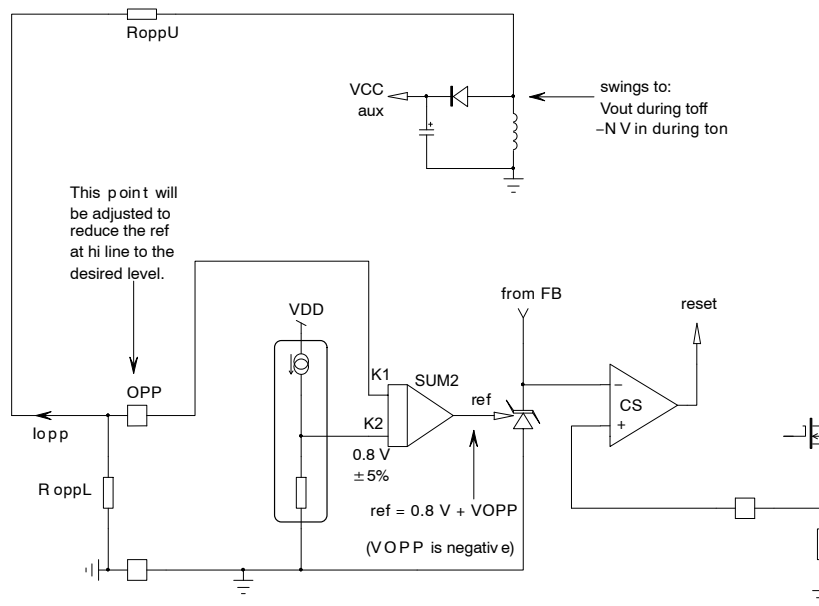 RoppU
VCC
aux
swings to:
Vout during toff
−N V in during ton
This point will
be adjusted to
reduce the ref
at hi line to the
desired level.
from FB
reset
VDD
OPP
K1
SUM2
ref
CS
−
+
K2
Iopp
0.8 V
±5%
R oppL
ref = 0.8 V + VOPP
(VOPP is negative)
+